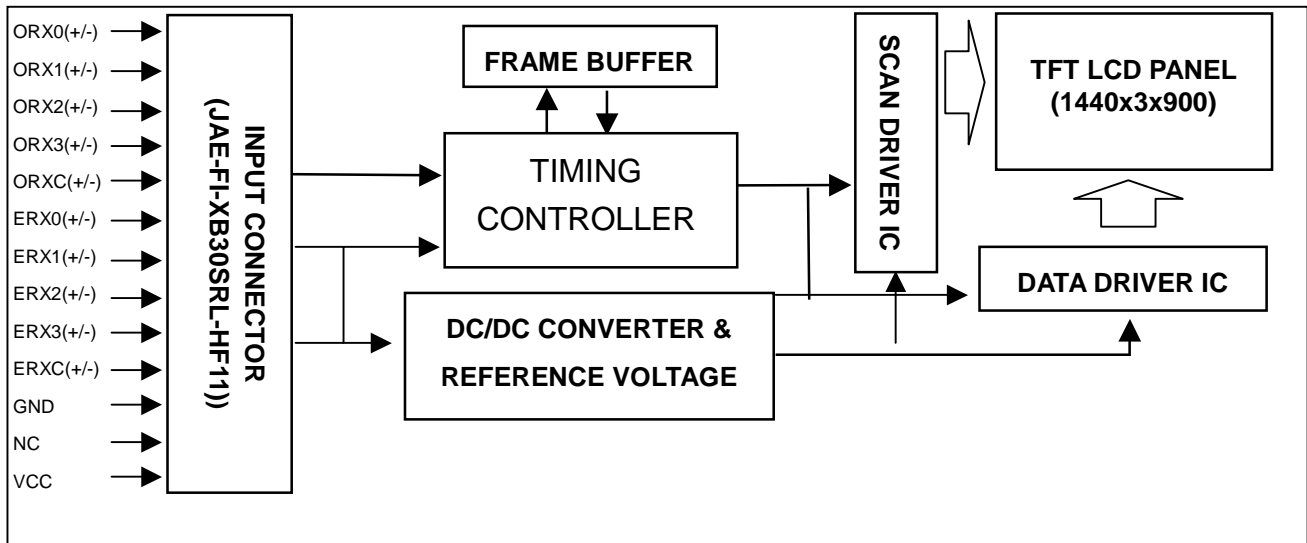 ORX0(+/-)
ORX1(+/-)
ORX2(+/-)
ORX3(+/-)
ORXC(+/-)
ERX0(+/-)
ERX1(+/-)
ERX2(+/-)
ERX3(+/-)
ERXC(+/-)
GND
NC
VCC
INPUT CONNECTOR
(JAE-FI-XB30SRL-HF11))
FRAME BUFFER
TIMING
CONTROLLER
DC/DC CONVERTER &
REFERENCE VOLTAGE
SCAN DRIVER IC
TFT LCD PANEL
(1440x3x900)
DATA DRIVER IC